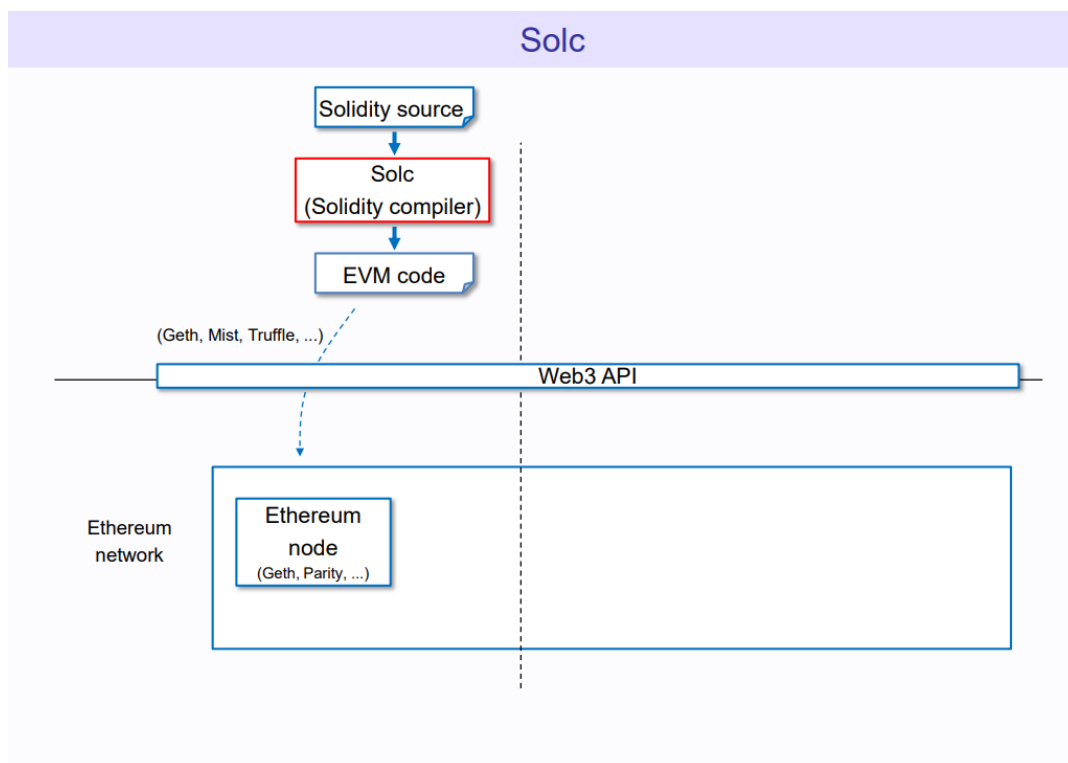 Solc
Solidity source
Solc
(Solidity compiler)
EVM code
(Geth, Mist, Truffle, ...)
Web3 API
Ethereum
network
Ethereum
node
(Geth, Parity, ...)